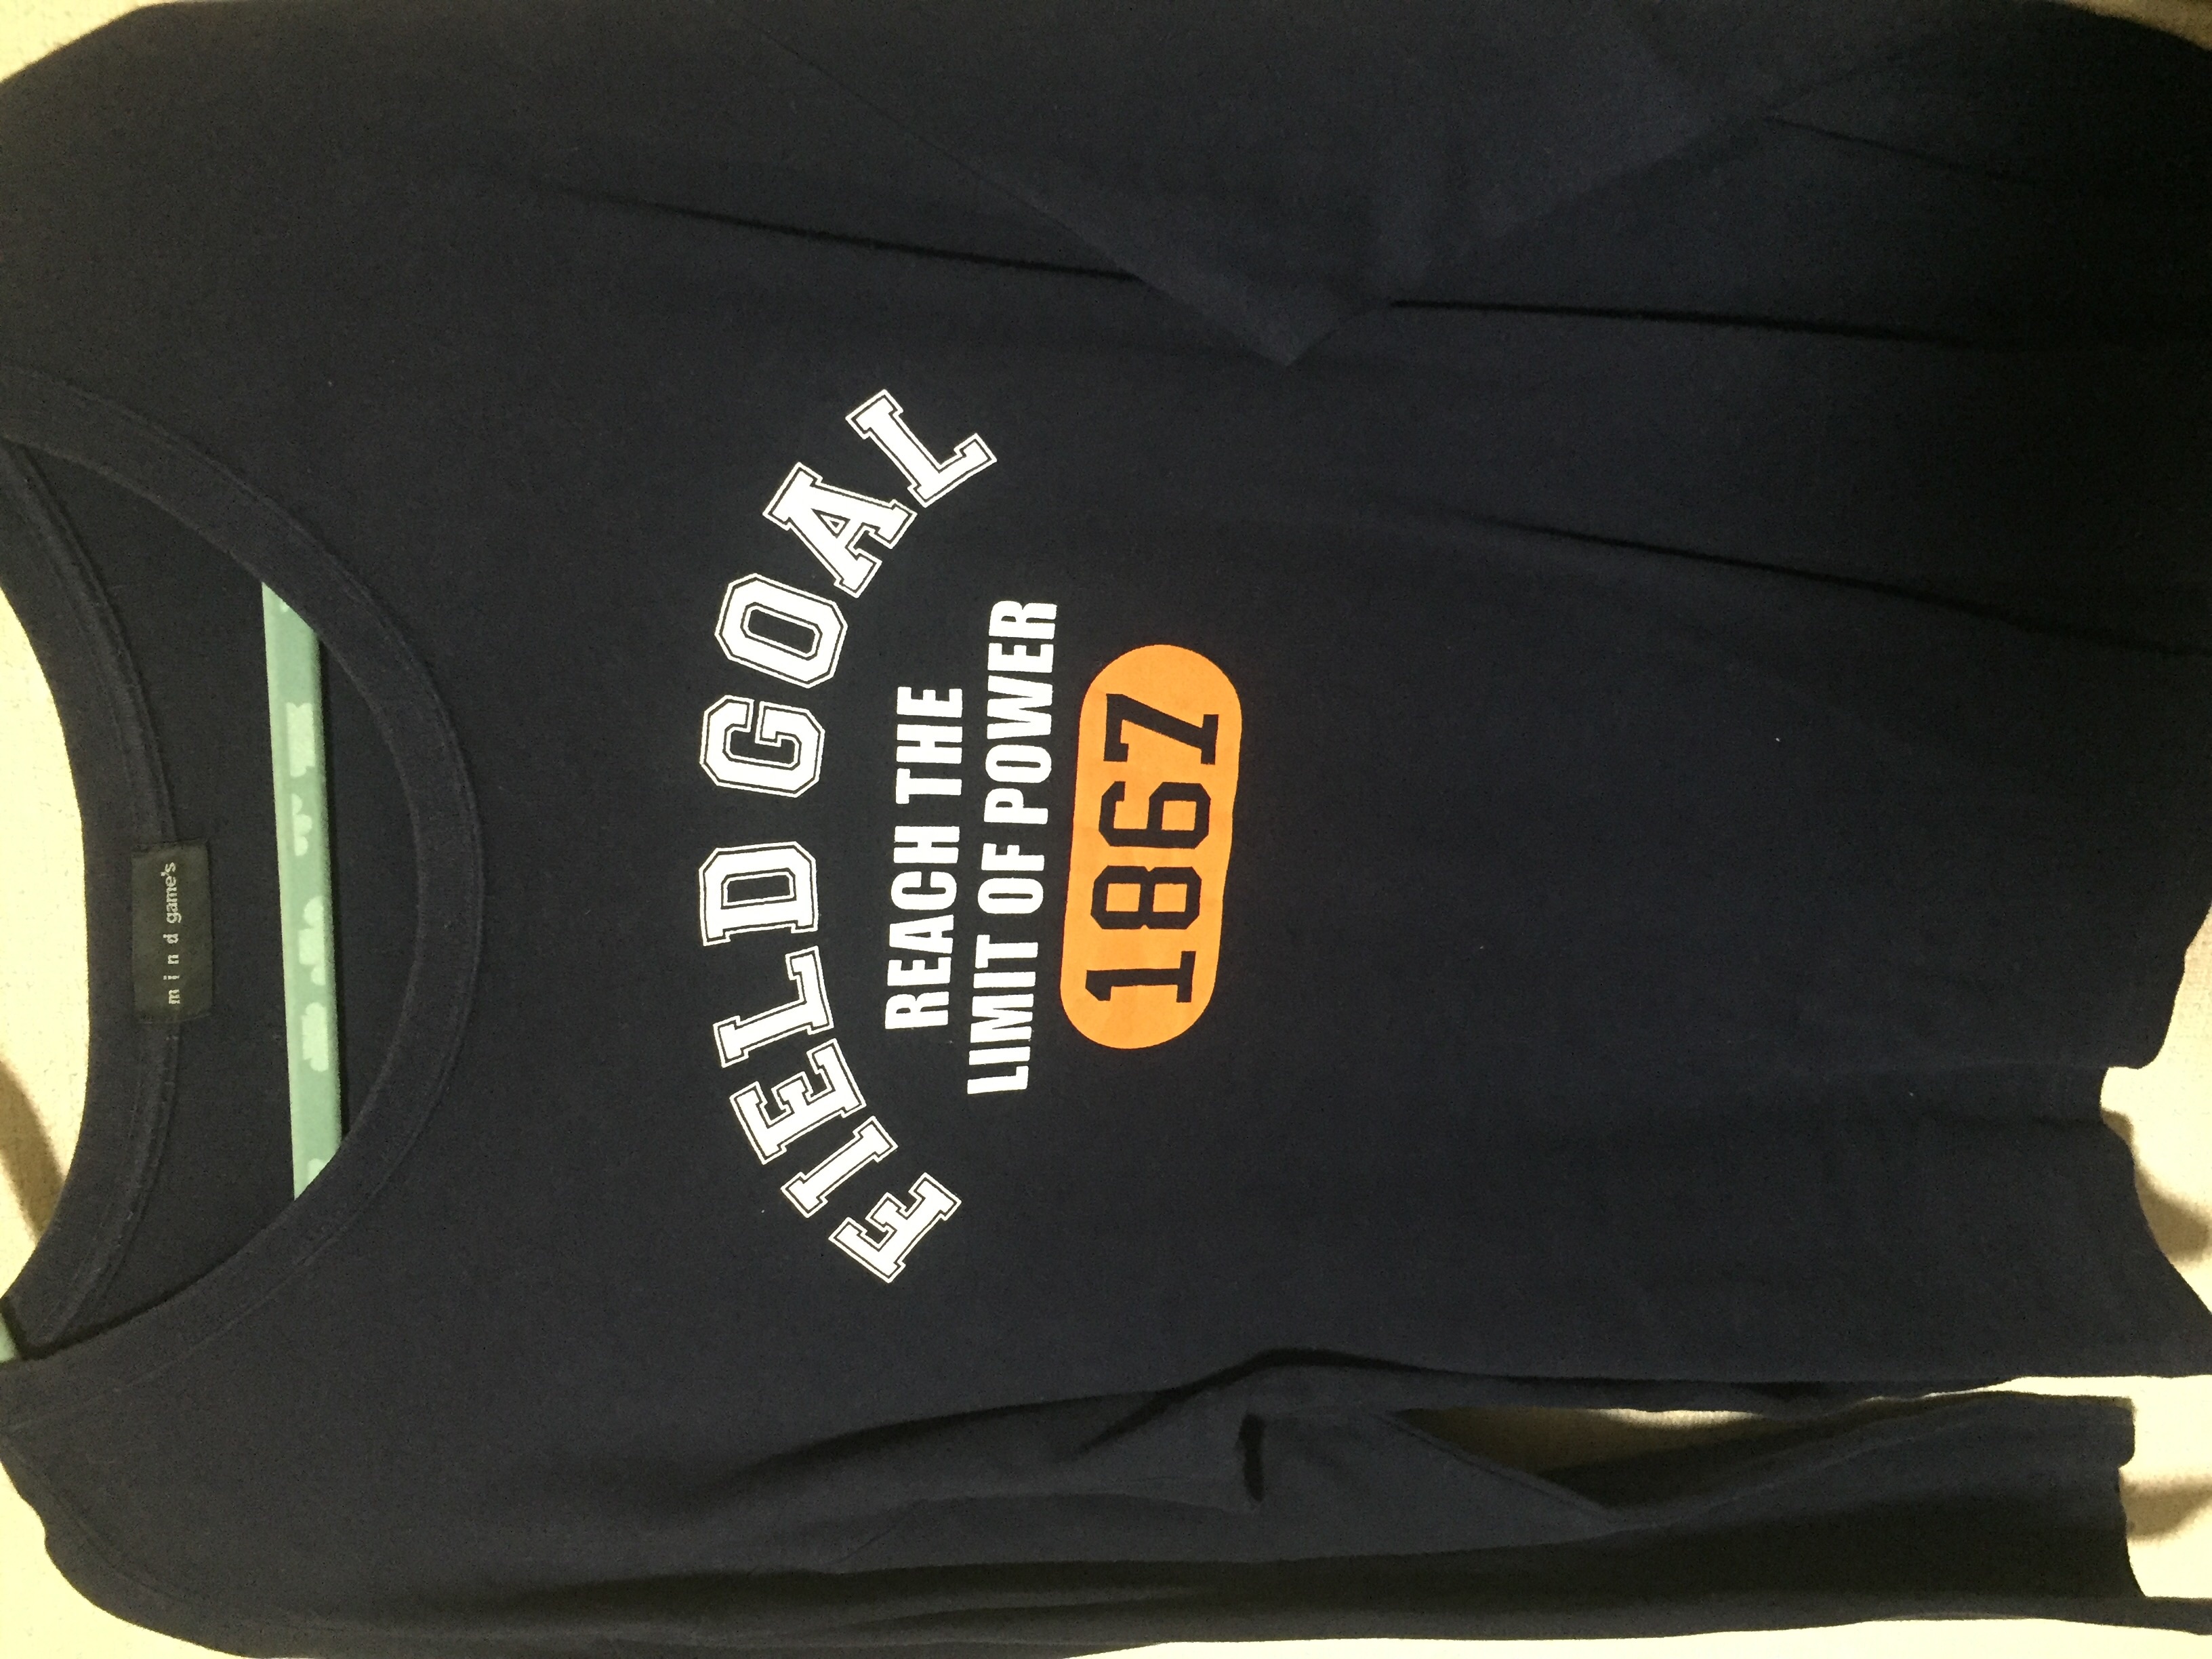 mind game's
FIELD GOAL
REACH THE
LIMIT OF POWER
1867